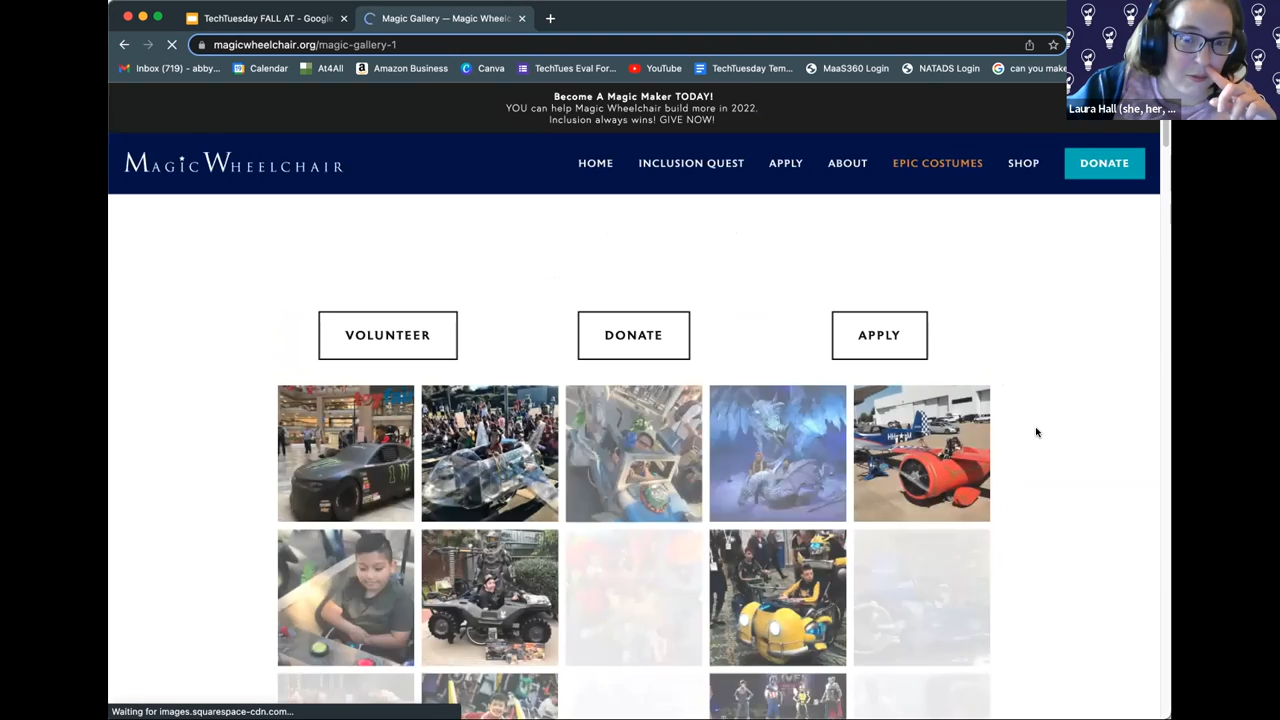 TechTuesday FALL AT - Google
Magic Gallery — Magic Wheelc
magicwheelchair.org/magic-gallery-1
Inbox (719) - abby...
Calendar
At4All
Amazon Business
Canva
TechTues Eval For...
YouTube
TechTuesday Tem...
MaaS360 Login
NATADS Login
can you make
Laura Hall (she, her, ...
Become A Magic Maker TODAY!
YOU can help Magic Wheelchair build more in 2022.
Inclusion always wins! GIVE NOW!
MAGIC WHEELCHAIR
HOME
INCLUSION QUEST
APPLY
ABOUT
EPIC COSTUMES
SHOP
DONATE
VOLUNTEER
DONATE
APPLY
Waiting for images.squarespace-cdn.com...